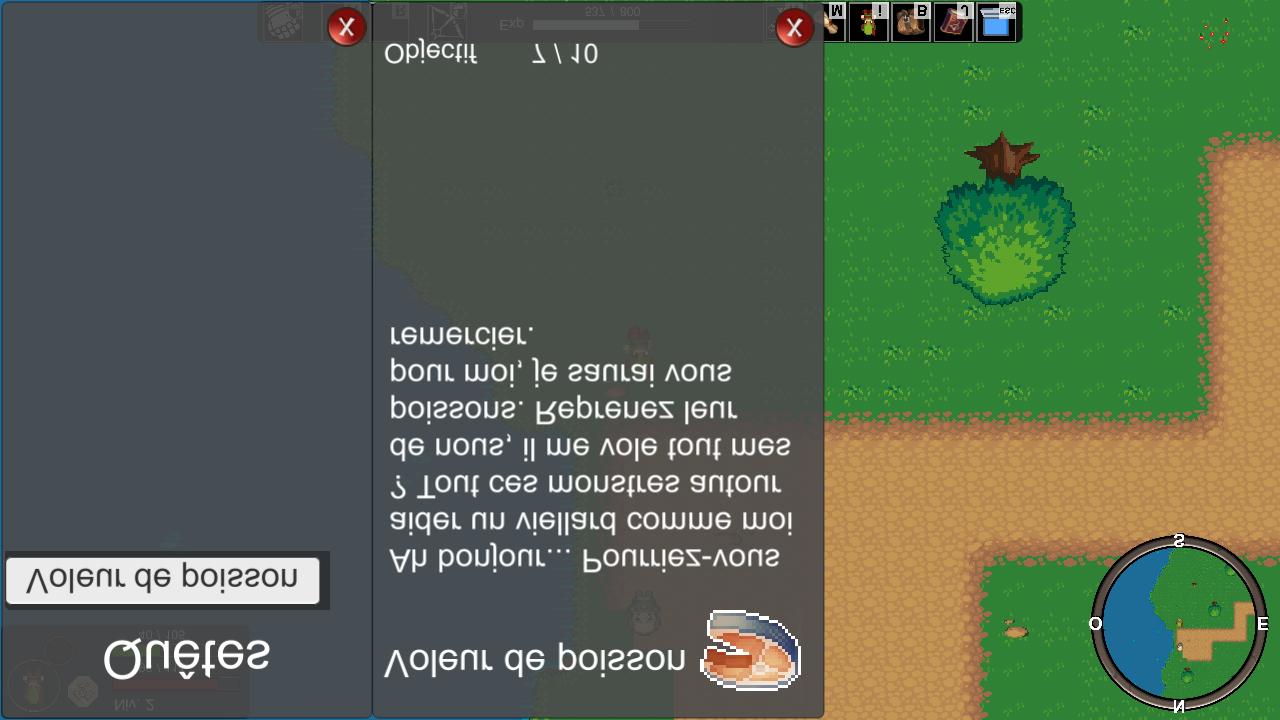 Niv. 2
Quêtes
Voleur de poisson
Voleur de poisson
Ah bonjour... Pourriez-vous
aider un viellard comme moi
? Tout ces monstres autour
de nous, il me vole tout mes
poissons. Reprenez leur
pour moi, je saurai vous
remercier.
Objectif 7 / 10
X
X
Exp 537 / 800
M I B J ESC
N
O E
S